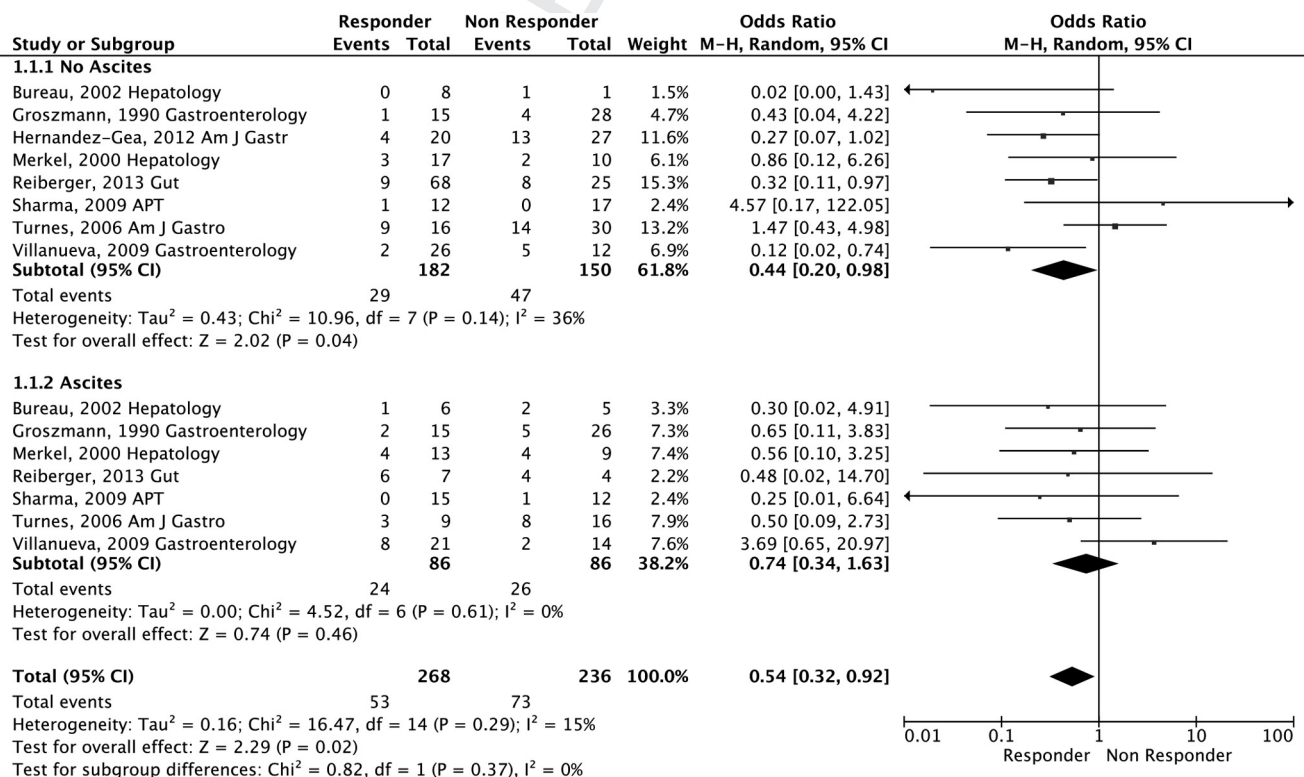 Responder Non Responder Odds Ratio Odds Ratio
Study or Subgroup Events Total Events Total Weight M-H, Random, 95% CI M-H, Random, 95% CI
1.1.1 No Ascites
Bureau, 2002 Hepatology 0 8 1 1 1.5% 0.02 [0.00, 1.43]
Groszmann, 1990 Gastroenterology 1 15 4 28 4.7% 0.43 [0.04, 4.22]
Hernandez-Gea, 2012 Am J Gastr 4 20 13 27 11.6% 0.27 [0.07, 1.02]
Merkel, 2000 Hepatology 3 17 2 10 6.1% 0.86 [0.12, 6.26]
Reiberger, 2013 Gut 9 68 8 25 15.3% 0.32 [0.11, 0.97]
Sharma, 2009 APT 1 12 0 17 2.4% 4.57 [0.17, 122.05]
Turnes, 2006 Am J Gastro 9 16 14 30 13.2% 1.47 [0.43, 4.98]
Villanueva, 2009 Gastroenterology 2 26 5 12 6.9% 0.12 [0.02, 0.74]
Subtotal (95% CI) 182 150 61.8% 0.44 [0.20, 0.98]
Total events 29 47
Heterogeneity: Tau² = 0.43; Chi² = 10.96, df = 7 (P = 0.14); I² = 36%
Test for overall effect: Z = 2.02 (P = 0.04)
1.1.2 Ascites
Bureau, 2002 Hepatology 1 6 2 5 3.3% 0.30 [0.02, 4.91]
Groszmann, 1990 Gastroenterology 2 15 5 26 7.3% 0.65 [0.11, 3.83]
Merkel, 2000 Hepatology 4 13 4 9 7.4% 0.56 [0.10, 3.25]
Reiberger, 2013 Gut 6 7 4 4 2.2% 0.48 [0.02, 14.70]
Sharma, 2009 APT 0 15 1 12 2.4% 0.25 [0.01, 6.64]
Turnes, 2006 Am J Gastro 3 9 8 16 7.9% 0.50 [0.09, 2.73]
Villanueva, 2009 Gastroenterology 8 21 2 14 7.6% 3.69 [0.65, 20.97]
Subtotal (95% CI) 86 86 38.2% 0.74 [0.34, 1.63]
Total events 24 26
Heterogeneity: Tau² = 0.00; Chi² = 4.52, df = 6 (P = 0.61); I² = 0%
Test for overall effect: Z = 0.74 (P = 0.46)
Total (95% CI) 268 236 100.0% 0.54 [0.32, 0.92]
Total events 53 73
Heterogeneity: Tau² = 0.16; Chi² = 16.47, df = 14 (P = 0.29); I² = 15%
0.01 0.1 1 10 100
Test for overall effect: Z = 2.29 (P = 0.02)
Responder Non Responder
Test for subgroup differences: Chi² = 0.82, df = 1 (P = 0.37), I² = 0%